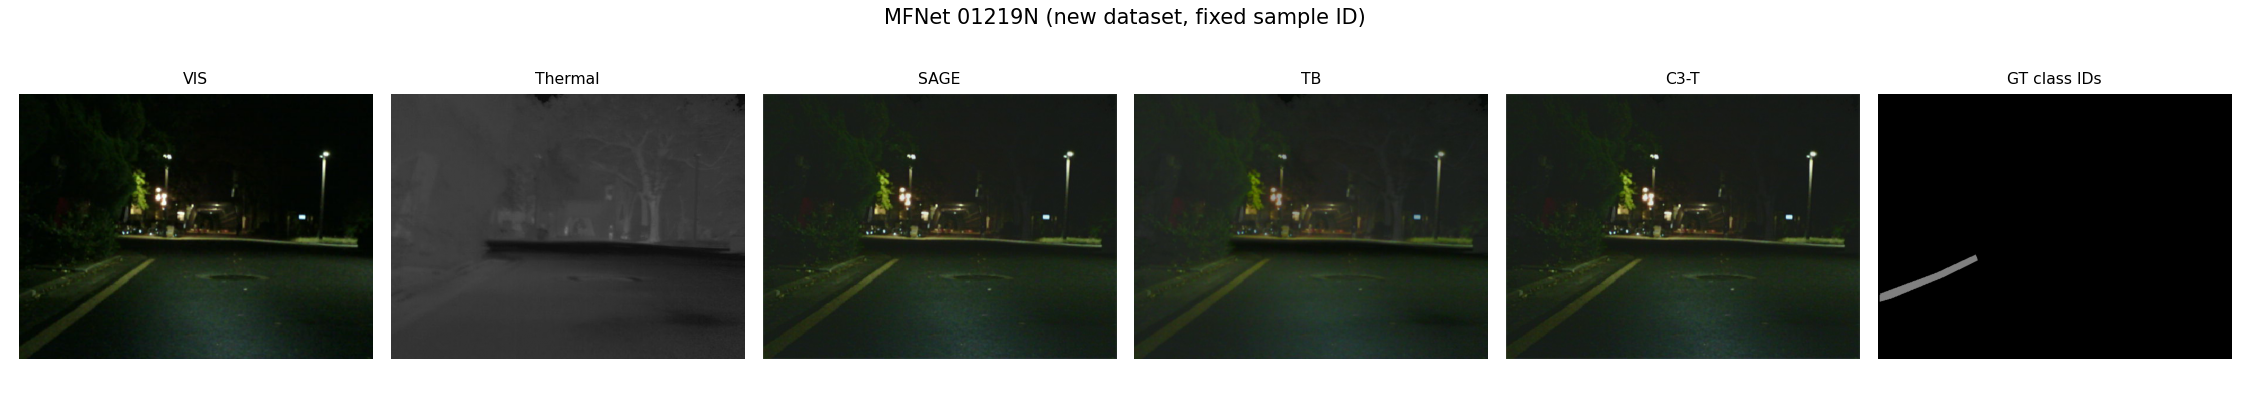 MFNet 01219N (new dataset, fixed sample ID)
VIS
Thermal
SAGE
TB
C3-T
GT class IDs